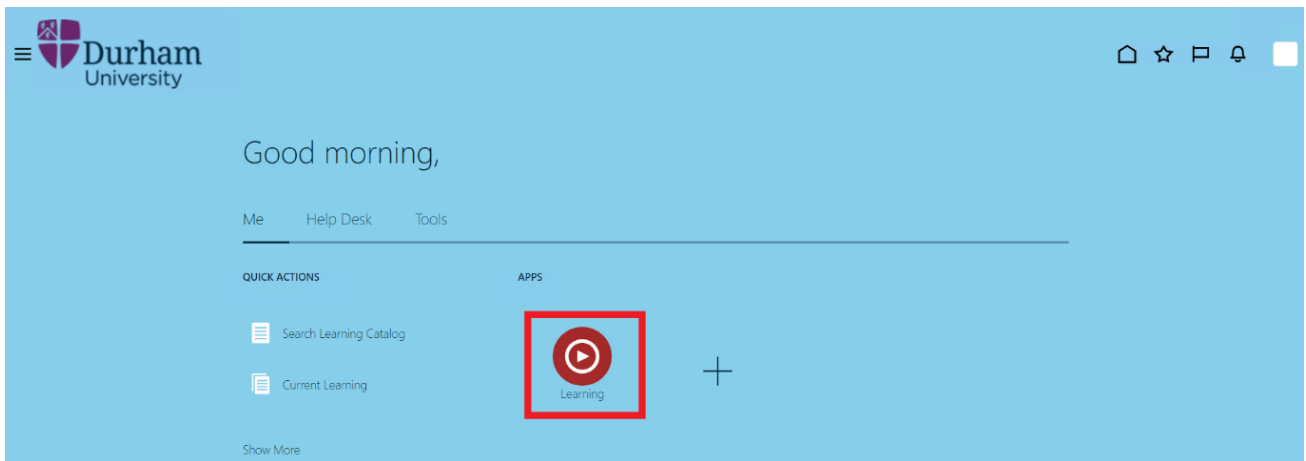 Durham
University
Good morning,
Me Help Desk Tools
QUICK ACTIONS APPS
Search Learning Catalog
Current Learning
Learning
Show More